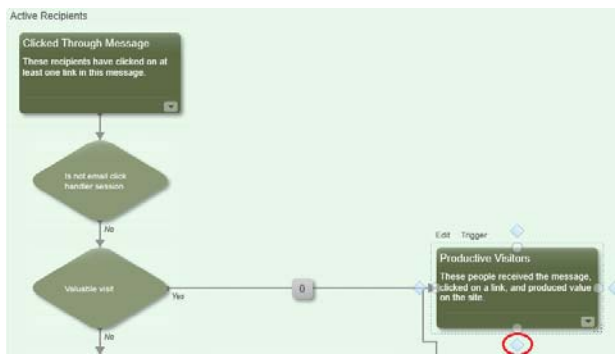 Active Recipients
Clicked Through Message
These recipients have clicked on at
least one link in this message.
Is not email click
handler session
No
Edit Trigger
Productive Visitors
These people received the message,
clicked on a link, and produced value
on the site.
Valuable visit
Yes
0
No